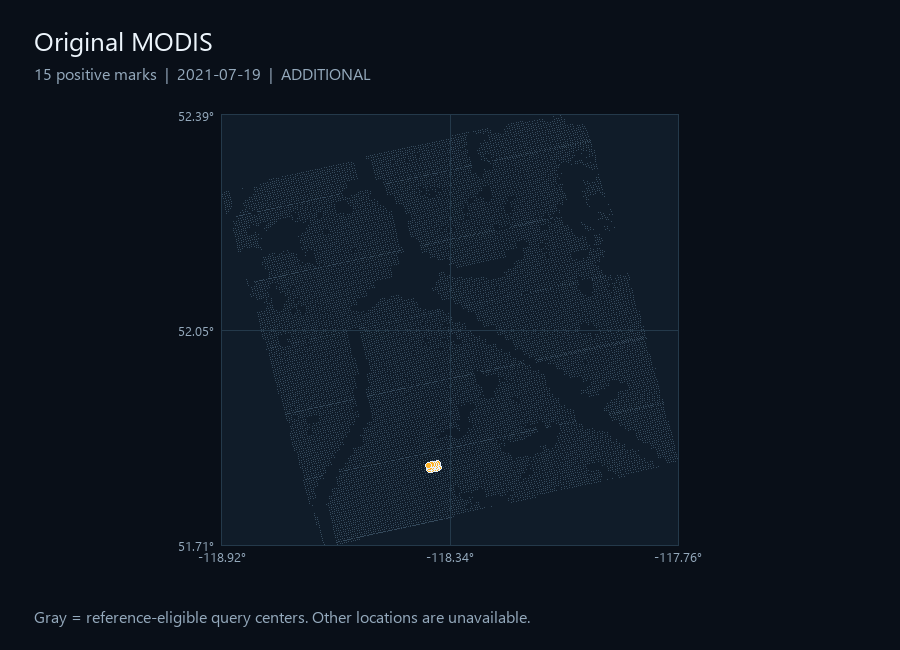 Original MODIS
15 positive marks | 2021-07-19 | ADDITIONAL
52.39°
52.05°
51.71°
-118.92°
-118.34°
-117.76°
Gray = reference-eligible query centers. Other locations are unavailable.